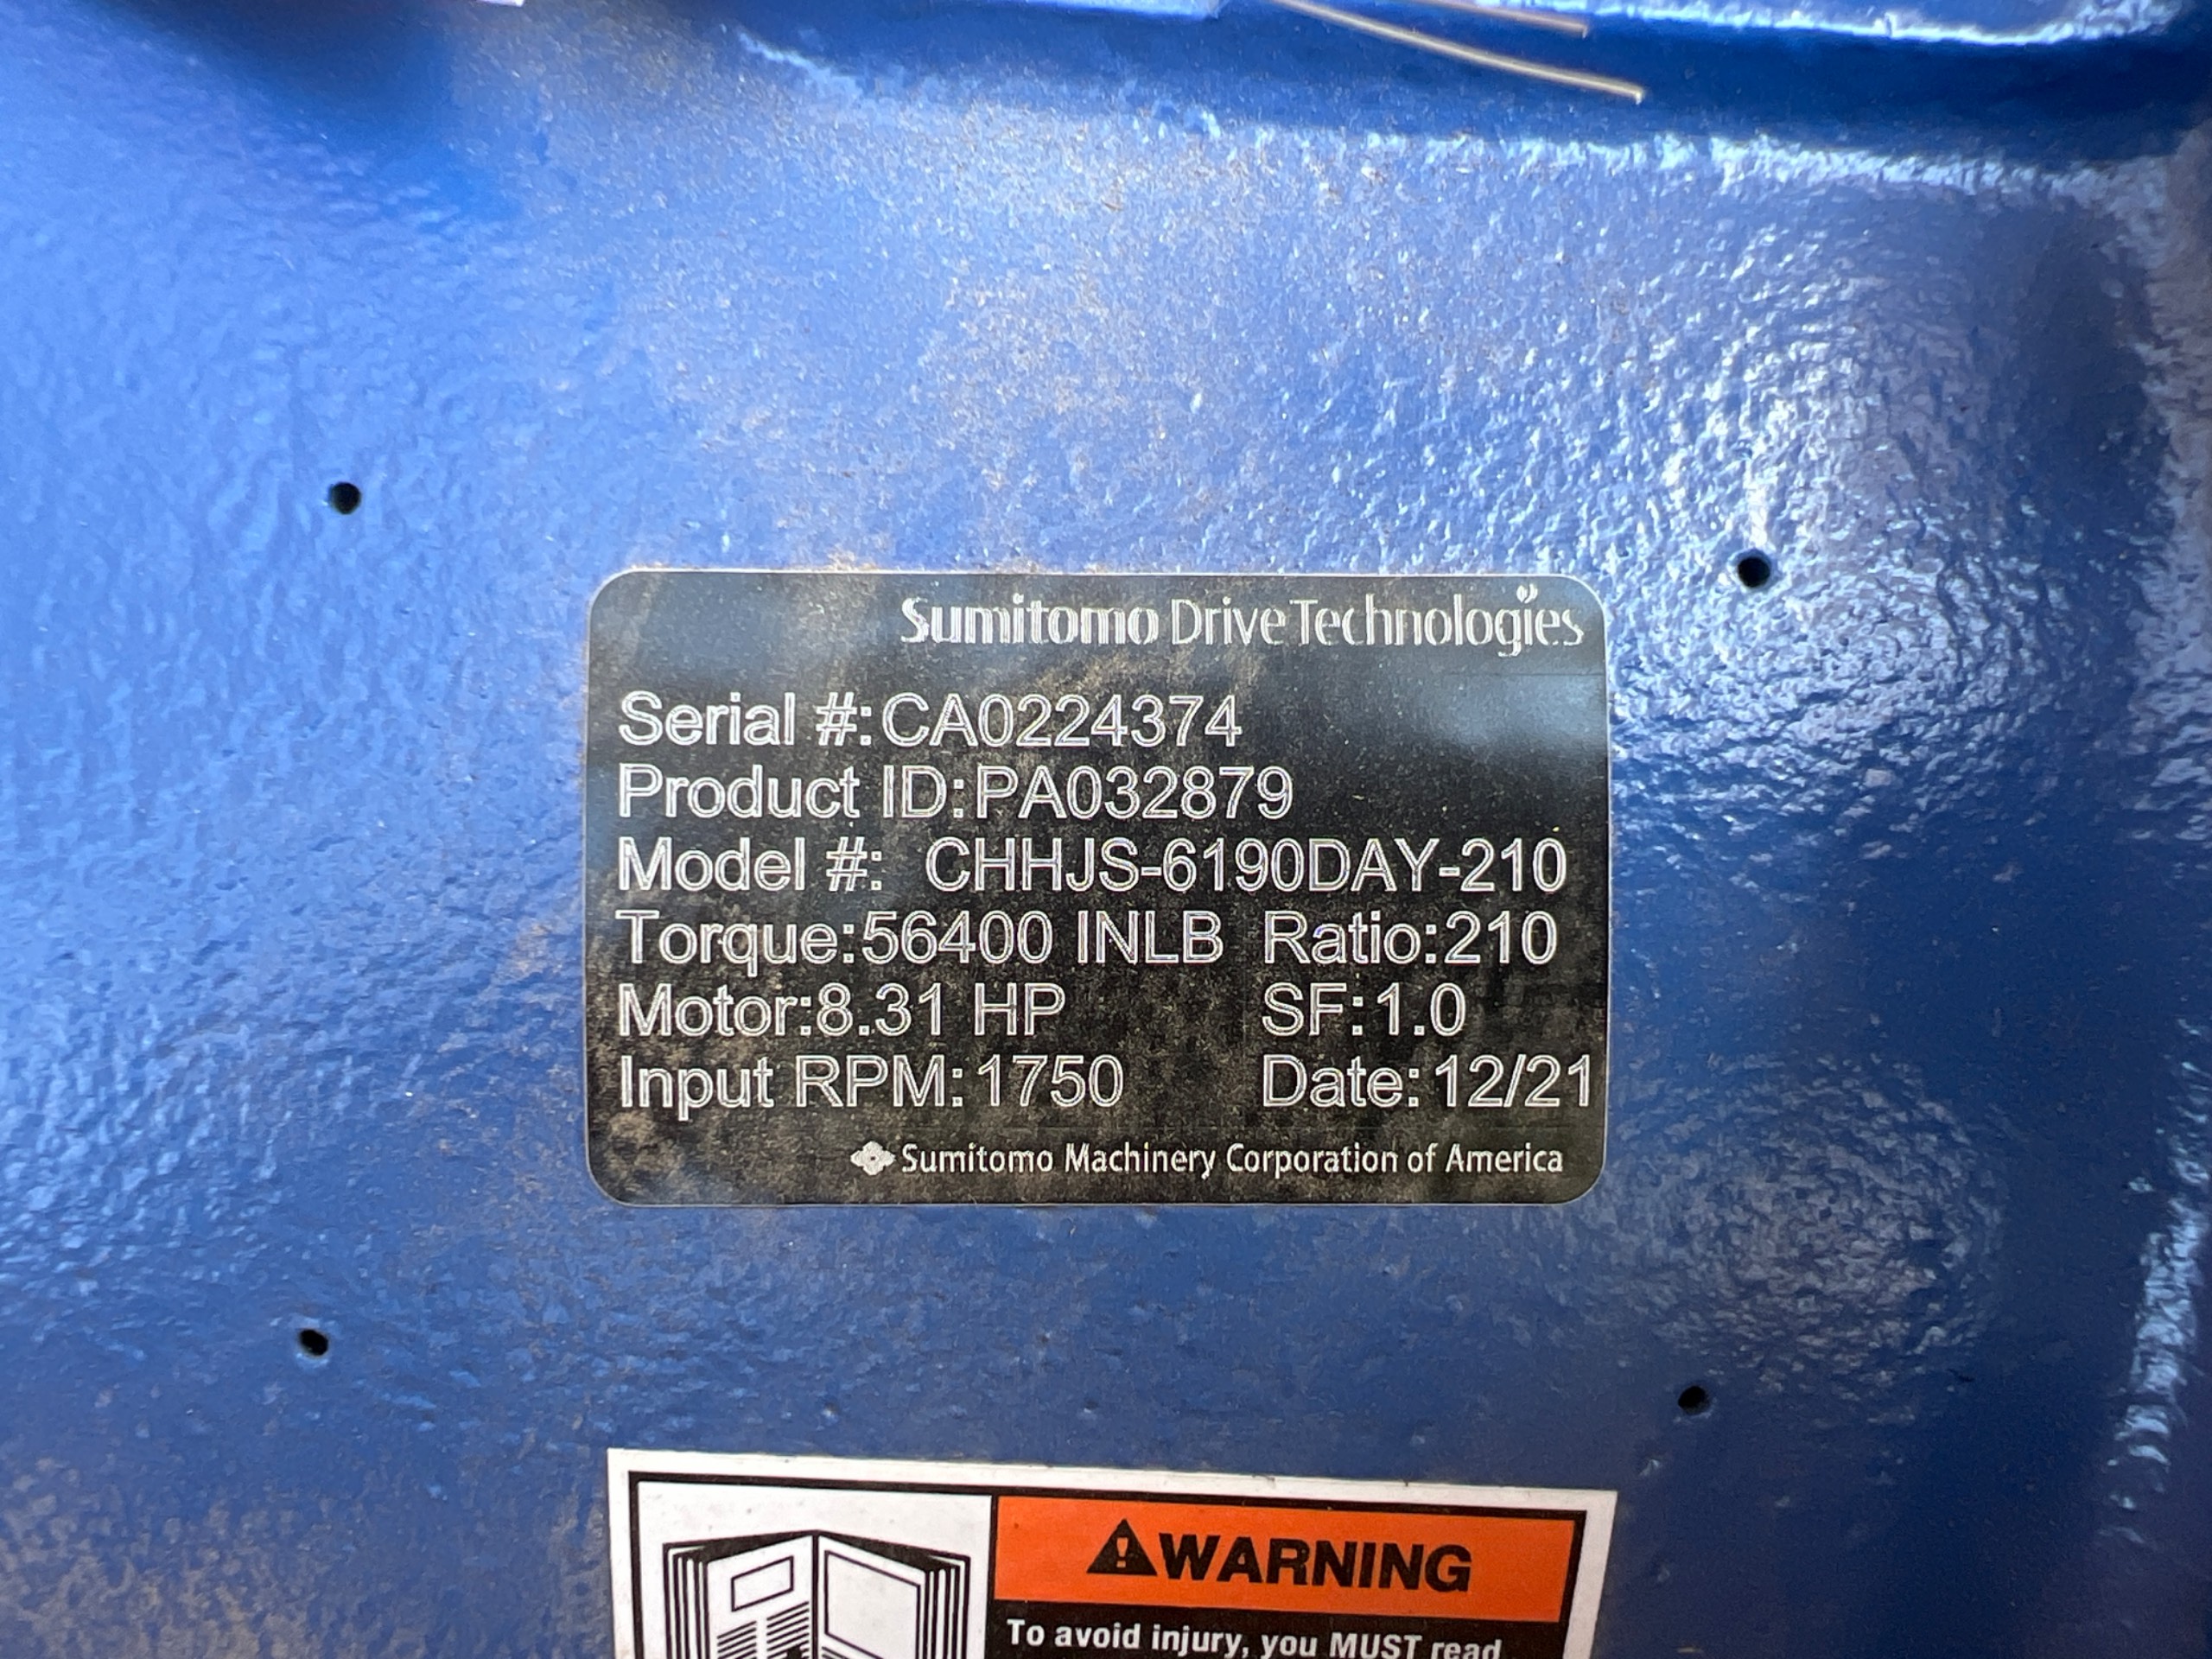 Sumitomo Drive Technologies
Serial #: CA0224374
Product ID: PA032879
Model #: CHHJS-6190DAY-210
Torque: 56400 INLB Ratio: 210
Motor: 8.31 HP SF: 1.0
Input RPM: 1750 Date: 12/21
Sumitomo Machinery Corporation of America
WARNING
To avoid injury, you MUST read